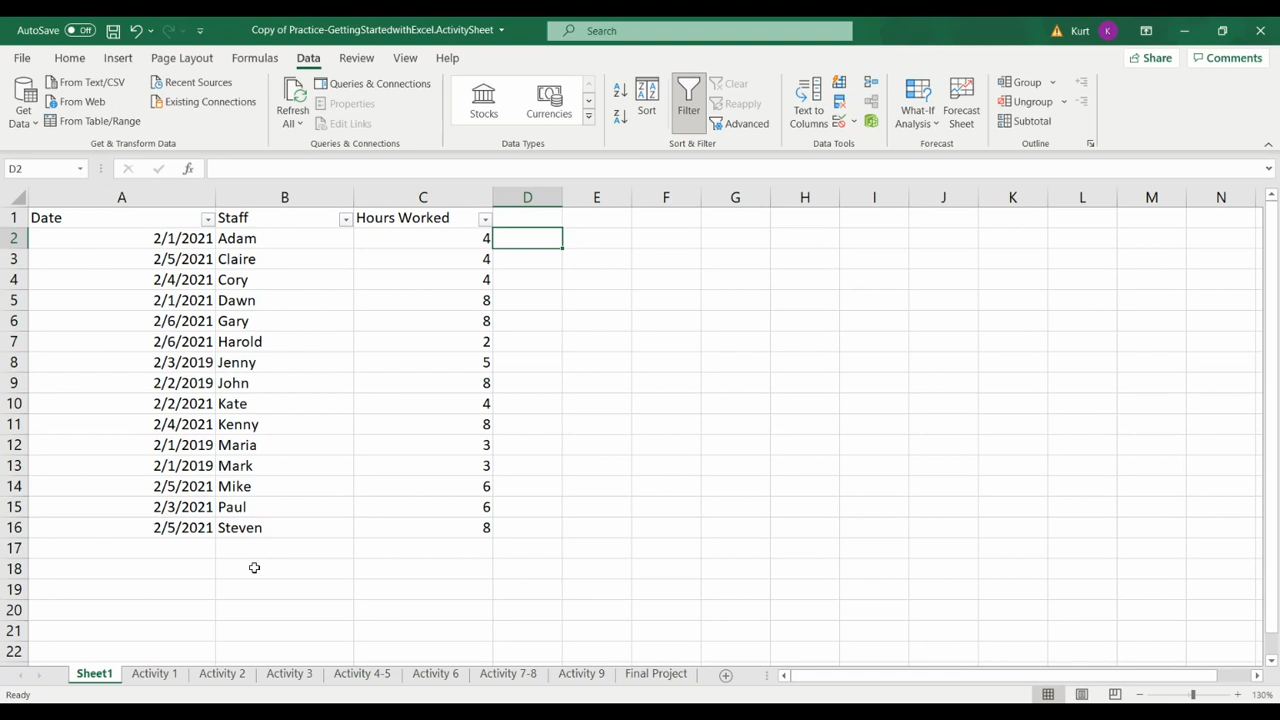 AutoSave Off Copy of Practice-GettingStartedwithExcel.ActivitySheet Search Kurt K
File Home Insert Page Layout Formulas Data Review View Help Share Comments
Get Data From Text/CSV From Web From Table/Range Recent Sources Existing Connections
Get & Transform Data
Refresh All Queries & Connections Properties Edit Links
Queries & Connections
Stocks Currencies
Data Types
Sort Filter Clear Reapply Advanced
Sort & Filter
Text to Columns
Data Tools
What-If Analysis Forecast Sheet
Forecast
Group Ungroup Subtotal
Outline
D2 fx
A B C D E F G H I J K L M N
1 Date Staff Hours Worked
2 2/1/2021 Adam 4
3 2/5/2021 Claire 4
4 2/4/2021 Cory 4
5 2/1/2021 Dawn 8
6 2/6/2021 Gary 8
7 2/6/2021 Harold 2
8 2/3/2019 Jenny 5
9 2/2/2019 John 8
10 2/2/2021 Kate 4
11 2/4/2021 Kenny 8
12 2/1/2019 Maria 3
13 2/1/2019 Mark 3
14 2/5/2021 Mike 6
15 2/3/2021 Paul 6
16 2/5/2021 Steven 8
17
18
19
20
21
22
Sheet1 Activity 1 Activity 2 Activity 3 Activity 4-5 Activity 6 Activity 7-8 Activity 9 Final Project
Ready 130%